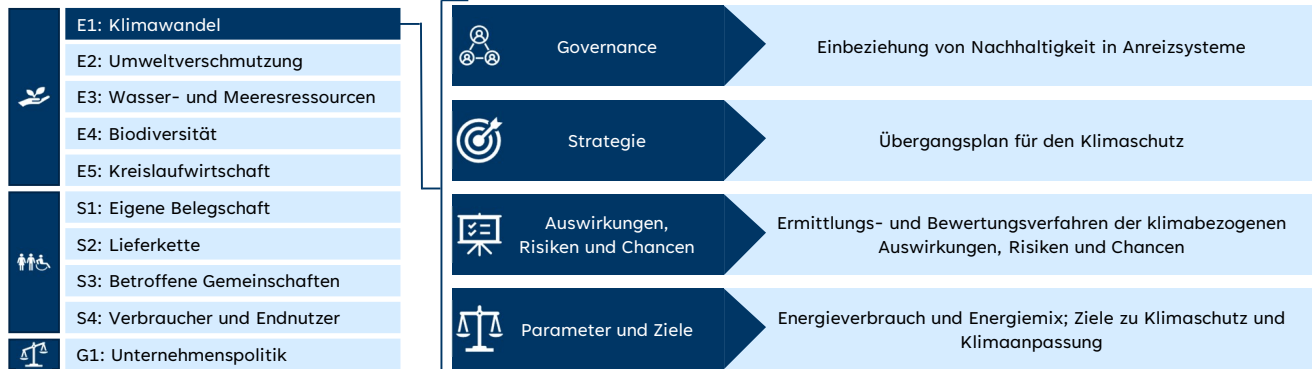 E1: Klimawandel
E2: Umweltverschmutzung
E3: Wasser- und Meeresressourcen
E4: Biodiversität
E5: Kreislaufwirtschaft
S1: Eigene Belegschaft
S2: Lieferkette
S3: Betroffene Gemeinschaften
S4: Verbraucher und Endnutzer
G1: Unternehmenspolitik
Governance
Einbeziehung von Nachhaltigkeit in Anreizsysteme
Strategie
Übergangsplan für den Klimaschutz
Auswirkungen,
Risiken und Chancen
Ermittlungs- und Bewertungsverfahren der klimabezogenen
Auswirkungen, Risiken und Chancen
Parameter und Ziele
Energieverbrauch und Energiemix; Ziele zu Klimaschutz und
Klimaanpassung